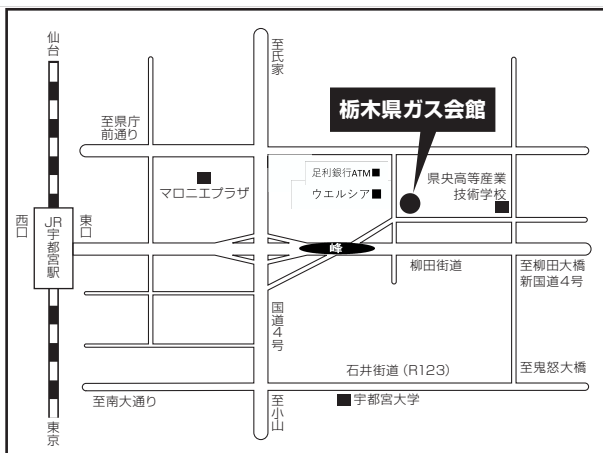 仙台
至氏家
栃木県ガス会館
至県庁
前通り
足利銀行ATM■
ウエルシア■
マロニエプラザ
県央高等産業
技術学校
西口
JR宇都宮駅
東口
峰
柳田街道
至柳田大橋
新国道4号
国道4号
石井街道(R123)
至鬼怒大橋
至南大通り
■宇都宮大学
至小山
東京